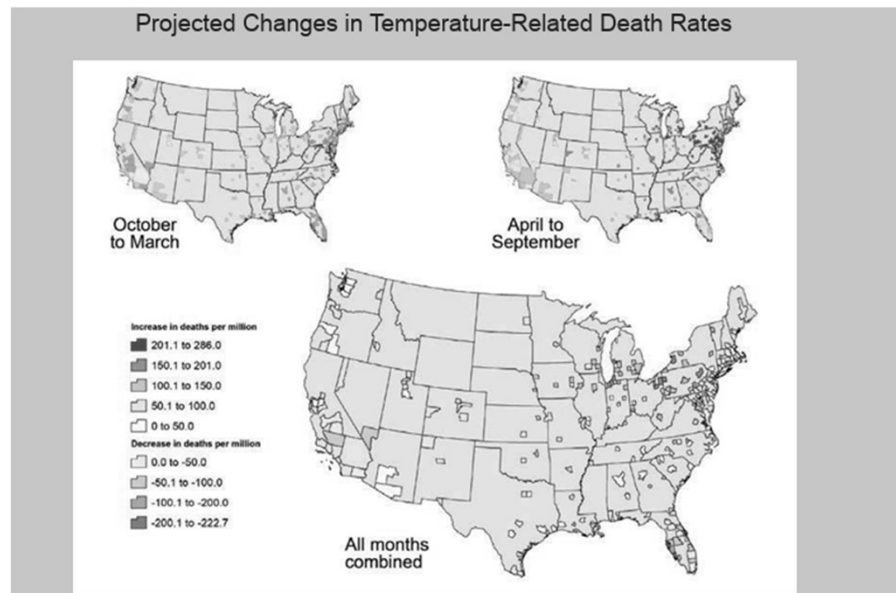 Projected Changes in Temperature-Related Death Rates
October
to March
April to
September
Increase in deaths per million
201.1 to 286.0
150.1 to 201.0
100.1 to 150.0
50.1 to 100.0
0 to 50.0
Decrease in deaths per million
0.0 to -50.0
-50.1 to -100.0
-100.1 to -200.0
-200.1 to -222.7
All months
combined